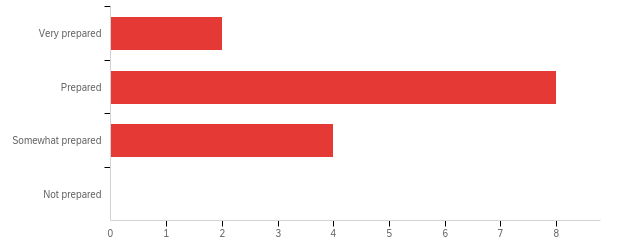 Very prepared
Prepared
Somewhat prepared
Not prepared
0 1 2 3 4 5 6 7 8